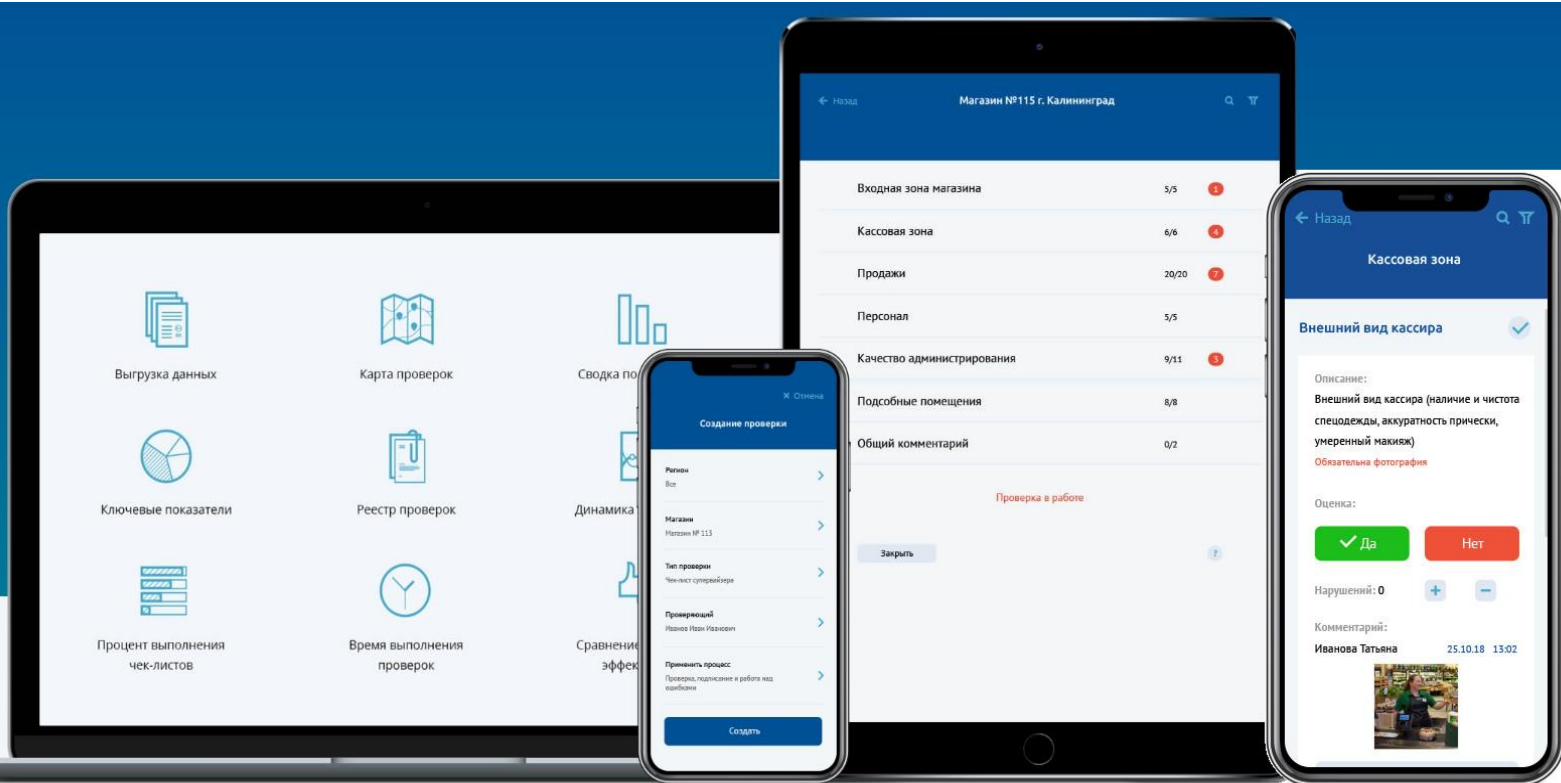 Выгрузка данных
Карта проверок
Сводка по
Ключевые показатели
Реестр проверок
Динамика
Процент выполнения
чек-листов
Время выполнения
проверок
Сравнение
эффек
× Отмена
Создание проверки
Регион
Все
Магазин
Магазин № 113
Тип проверки
Чек-лист супервайзера
Проверяющий
Иванов Иван Иванович
Применить процесс
Проверка, подписание и работа над
ошибками
Создать
← Назад
Магазин №115 г. Калининград
Входная зона магазина 5/5 1
Кассовая зона 6/6 4
Продажи 20/20 7
Персонал 5/5
Качество администрирования 9/11 3
Подсобные помещения 8/8
Общий комментарий 0/2
Проверка в работе
Закрыть ?
← Назад
Кассовая зона
Внешний вид кассира
Описание:
Внешний вид кассира (наличие и чистота
спецодежды, аккуратность прически,
умеренный макияж)
Обязательна фотография
Оценка:
Да Нет
Нарушений: 0 + −
Комментарий:
Иванова Татьяна 25.10.18 13:02